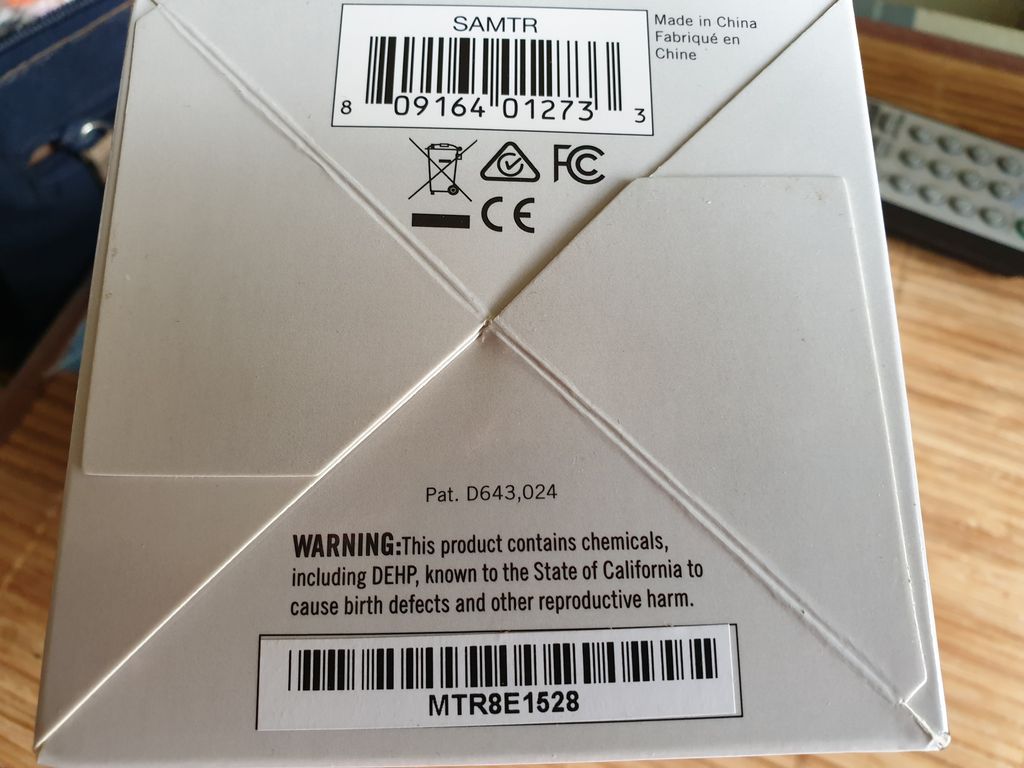 SAMTR
8 09164 01273 3
Made in China
Fabriqué en
Chine
FC
CE
Pat. D643,024
WARNING:This product contains chemicals,
including DEHP, known to the State of California to
cause birth defects and other reproductive harm.
MTR8E1528